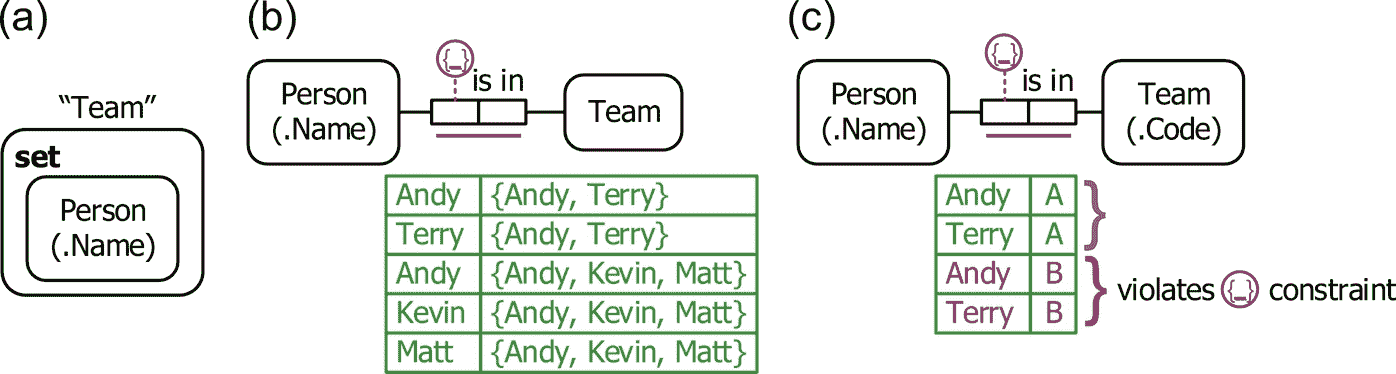 (a)
“Team”
set
Person
(.Name)
(b)
{_}
is in
Person
(.Name)
Team
Andy {Andy, Terry}
Terry {Andy, Terry}
Andy {Andy, Kevin, Matt}
Kevin {Andy, Kevin, Matt}
Matt {Andy, Kevin, Matt}
(c)
{_}
is in
Person
(.Name)
Team
(.Code)
Andy A
Terry A
Andy B
Terry B
violates {_} constraint